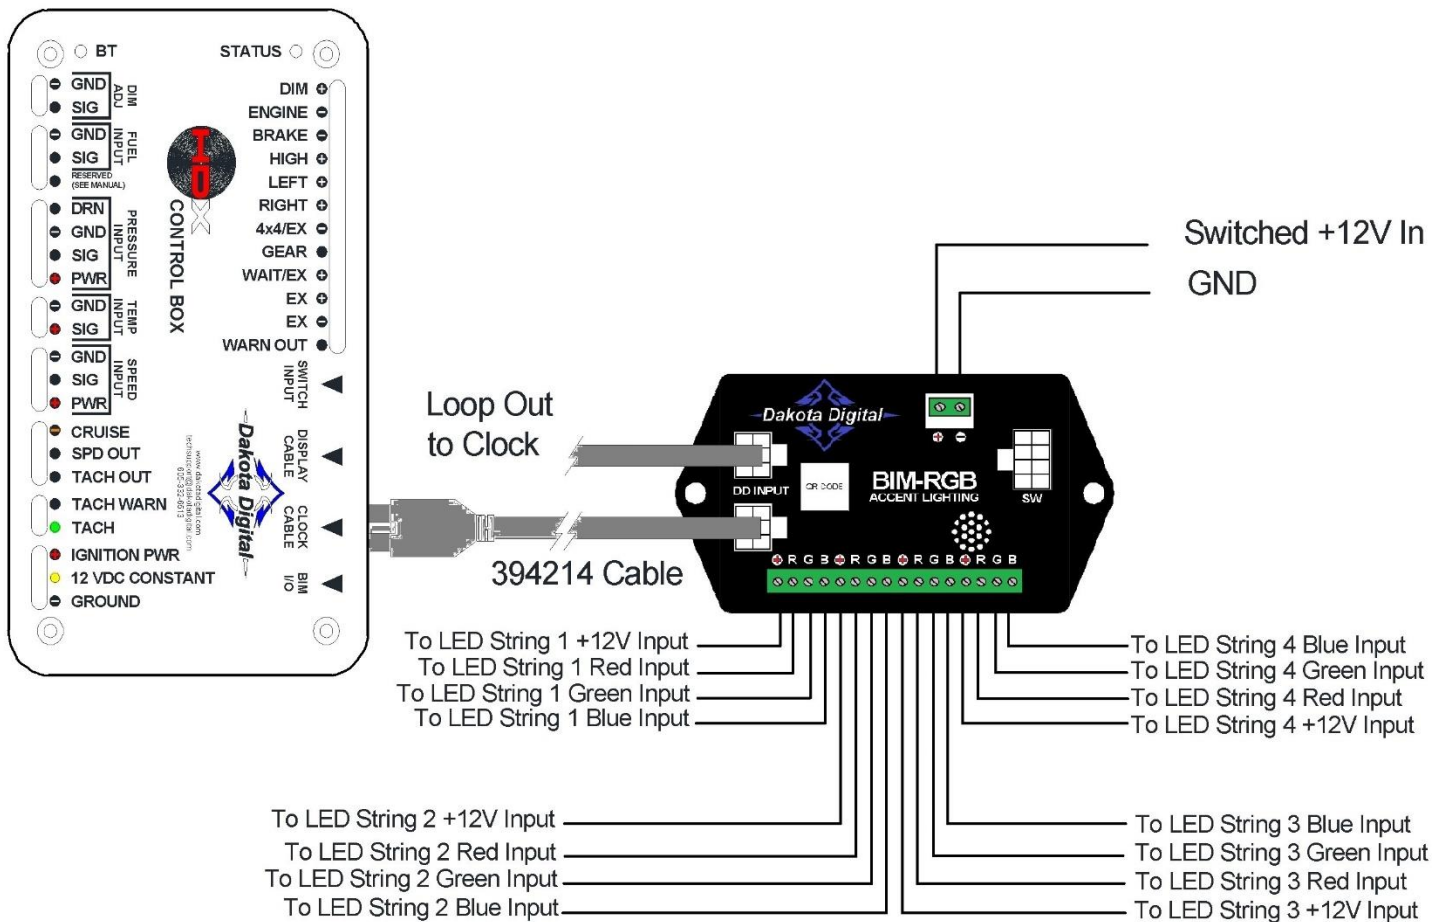 BT
STATUS
GND
SIG
DIM ADJ
GND
SIG
FUEL INPUT
RESERVED
(SEE MANUAL)
DRN
GND
SIG
PWR
PRESSURE INPUT
GND
SIG
TEMP INPUT
GND
SIG
PWR
SPEED INPUT
CRUISE
SPD OUT
TACH OUT
TACH WARN
TACH
IGNITION PWR
12 VDC CONSTANT
GROUND
CONTROL BOX
DIM
ENGINE
BRAKE
HIGH
LEFT
RIGHT
4x4/EX
GEAR
WAIT/EX
EX
EX
WARN OUT
SWITCH INPUT
DISPLAY CABLE
CLOCK CABLE
BIM I/O
Dakota Digital
www.dakotadigital.com
Loop Out
to Clock
394214 Cable
Switched +12V In
GND
Dakota Digital
DD INPUT
QR CODE
BIM-RGB
ACCENT LIGHTING
SW
R G B R G B R G B R G B
To LED String 1 +12V Input
To LED String 1 Red Input
To LED String 1 Green Input
To LED String 1 Blue Input
To LED String 2 +12V Input
To LED String 2 Red Input
To LED String 2 Green Input
To LED String 2 Blue Input
To LED String 4 Blue Input
To LED String 4 Green Input
To LED String 4 Red Input
To LED String 4 +12V Input
To LED String 3 Blue Input
To LED String 3 Green Input
To LED String 3 Red Input
To LED String 3 +12V Input